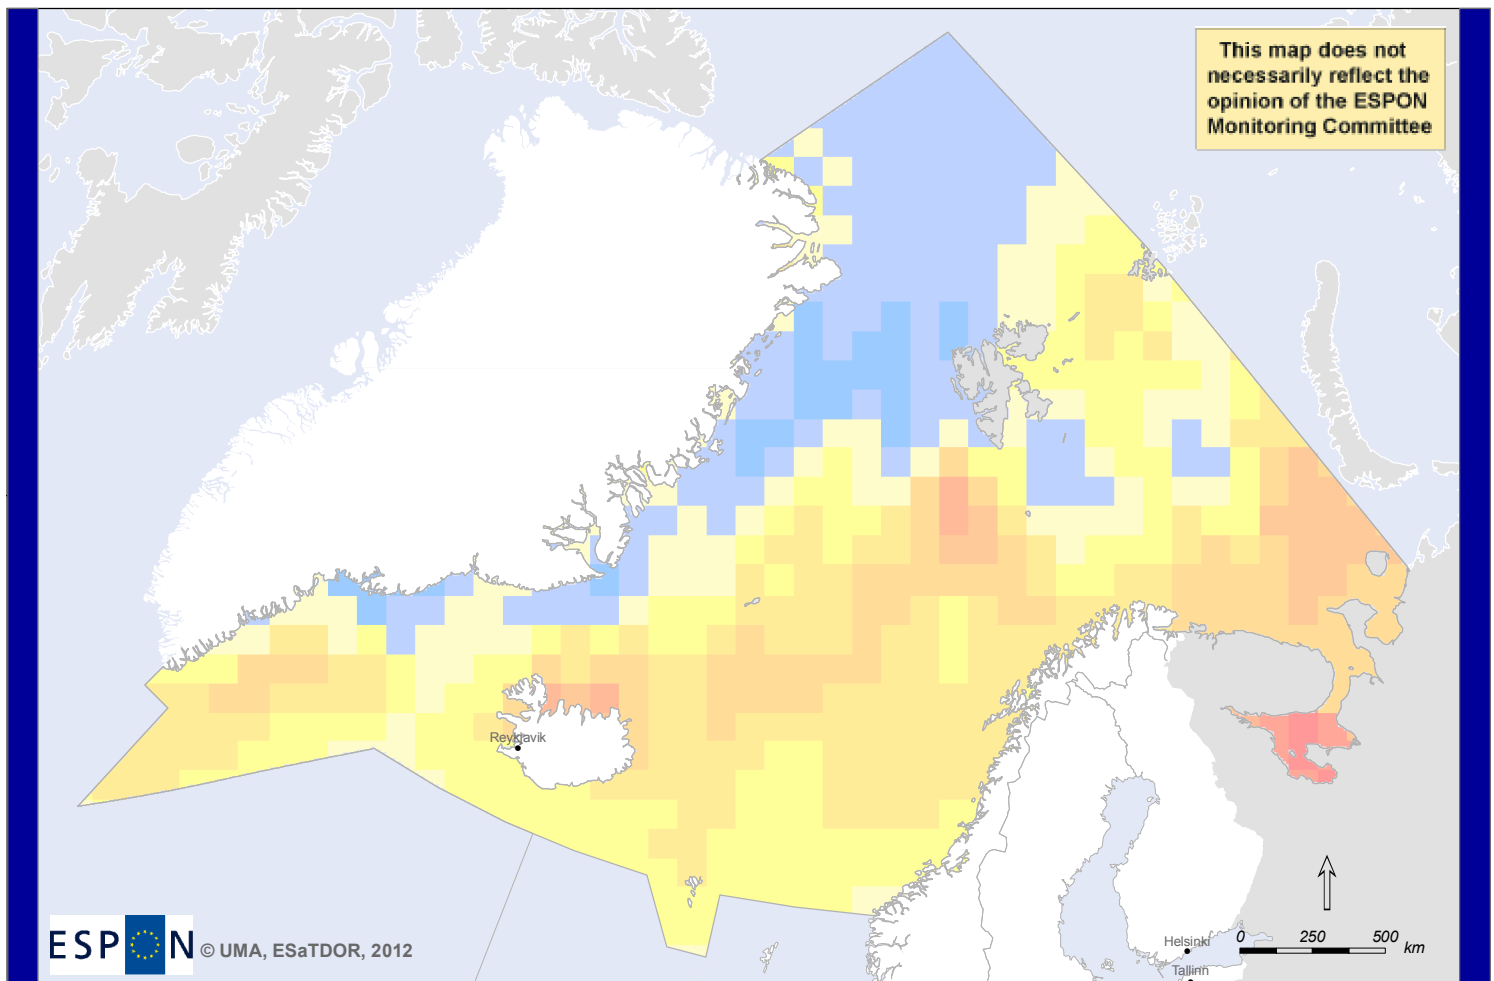 This map does not
necessarily reflect the
opinion of the ESPON
Monitoring Committee
Reykjavik
ESPON © UMA, ESaTDOR, 2012
Helsinki
Tallinn
0 250 500 km